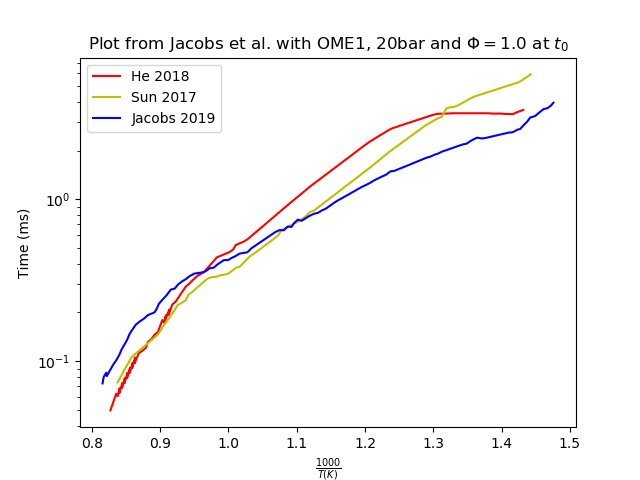 Plot from Jacobs et al. with OME1, 20bar and Φ = 1.0 at t₀
He 2018
Sun 2017
Jacobs 2019
Time (ms)
10⁰
10⁻¹
0.8 0.9 1.0 1.1 1.2 1.3 1.4 1.5
1000
T(K)